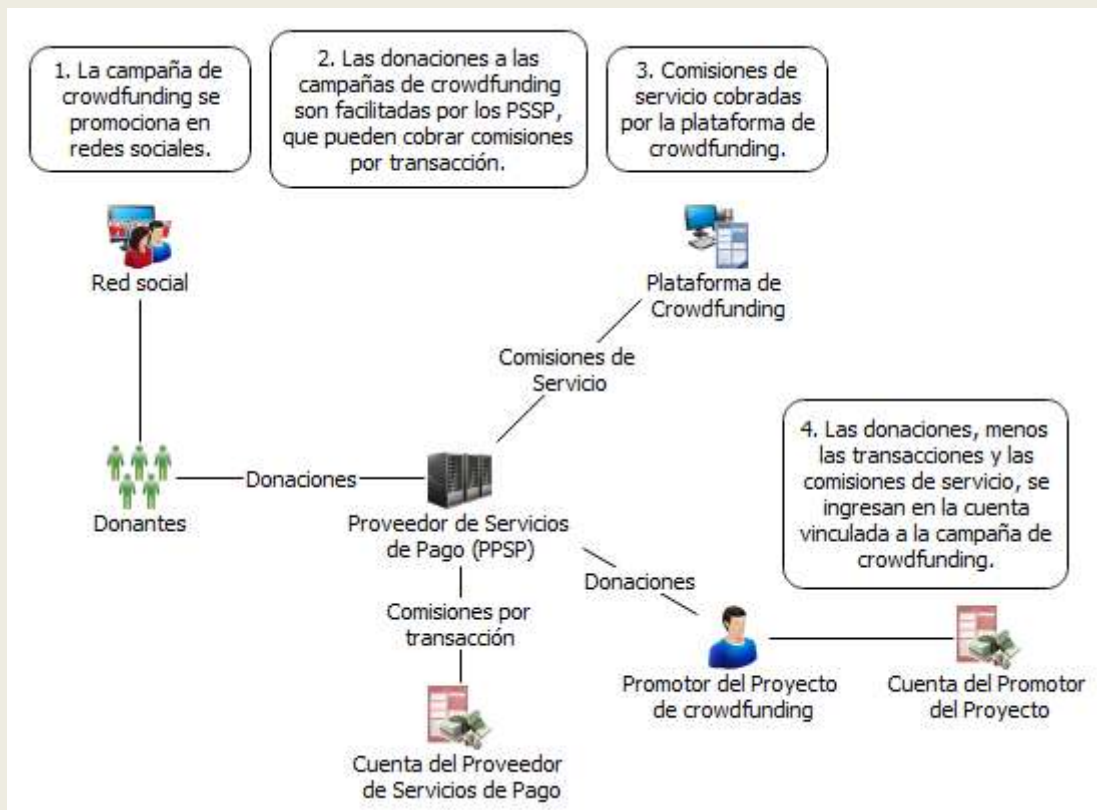 1. La campaña de
crowdfunding se
promociona en
redes sociales.
2. Las donaciones a las
campañas de crowdfunding
son facilitadas por los PSSP,
que pueden cobrar comisiones
por transacción.
3. Comisiones de
servicio cobradas
por la plataforma de
crowdfunding.
Red social
Plataforma de
Crowdfunding
Comisiones de
Servicio
4. Las donaciones, menos
las transacciones y las
comisiones de servicio, se
ingresan en la cuenta
vinculada a la campaña de
crowdfunding.
Donaciones
Donantes
Proveedor de Servicios
de Pago (PPSP)
Donaciones
Comisiones por
transacción
Promotor del Proyecto
de crowdfunding
Cuenta del Promotor
del Proyecto
Cuenta del Proveedor
de Servicios de Pago